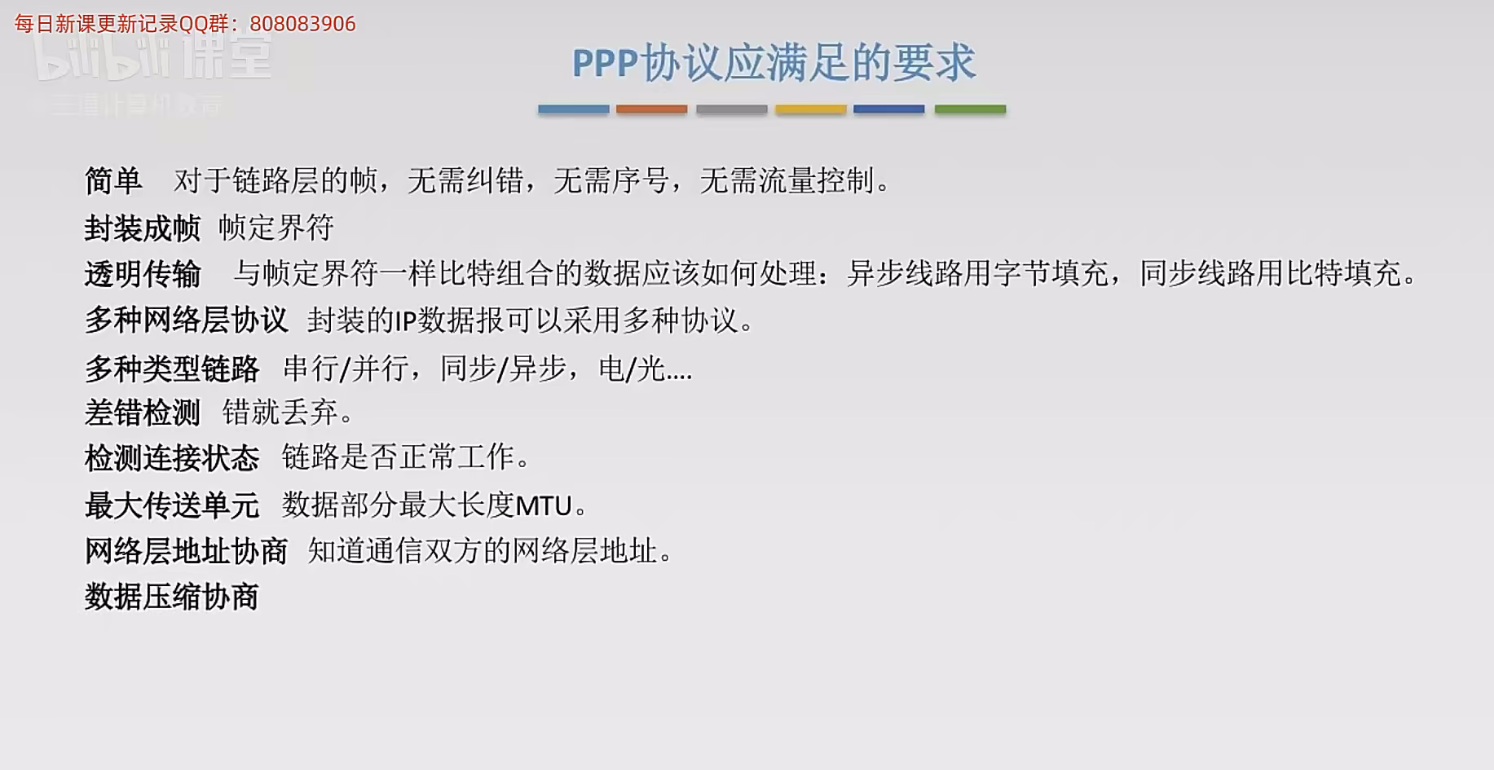 每日新课更新记录QQ群：808083906
bilibili课堂
PPP协议应满足的要求
简单 对于链路层的帧，无需纠错，无需序号，无需流量控制。
封装成帧 帧定界符
透明传输 与帧定界符一样比特组合的数据应该如何处理：异步线路用字节填充，同步线路用比特填充。
多种网络层协议 封装的IP数据报可以采用多种协议。
多种类型链路 串行/并行，同步/异步，电/光....
差错检测 错就丢弃。
检测连接状态 链路是否正常工作。
最大传送单元 数据部分最大长度MTU。
网络层地址协商 知道通信双方的网络层地址。
数据压缩协商